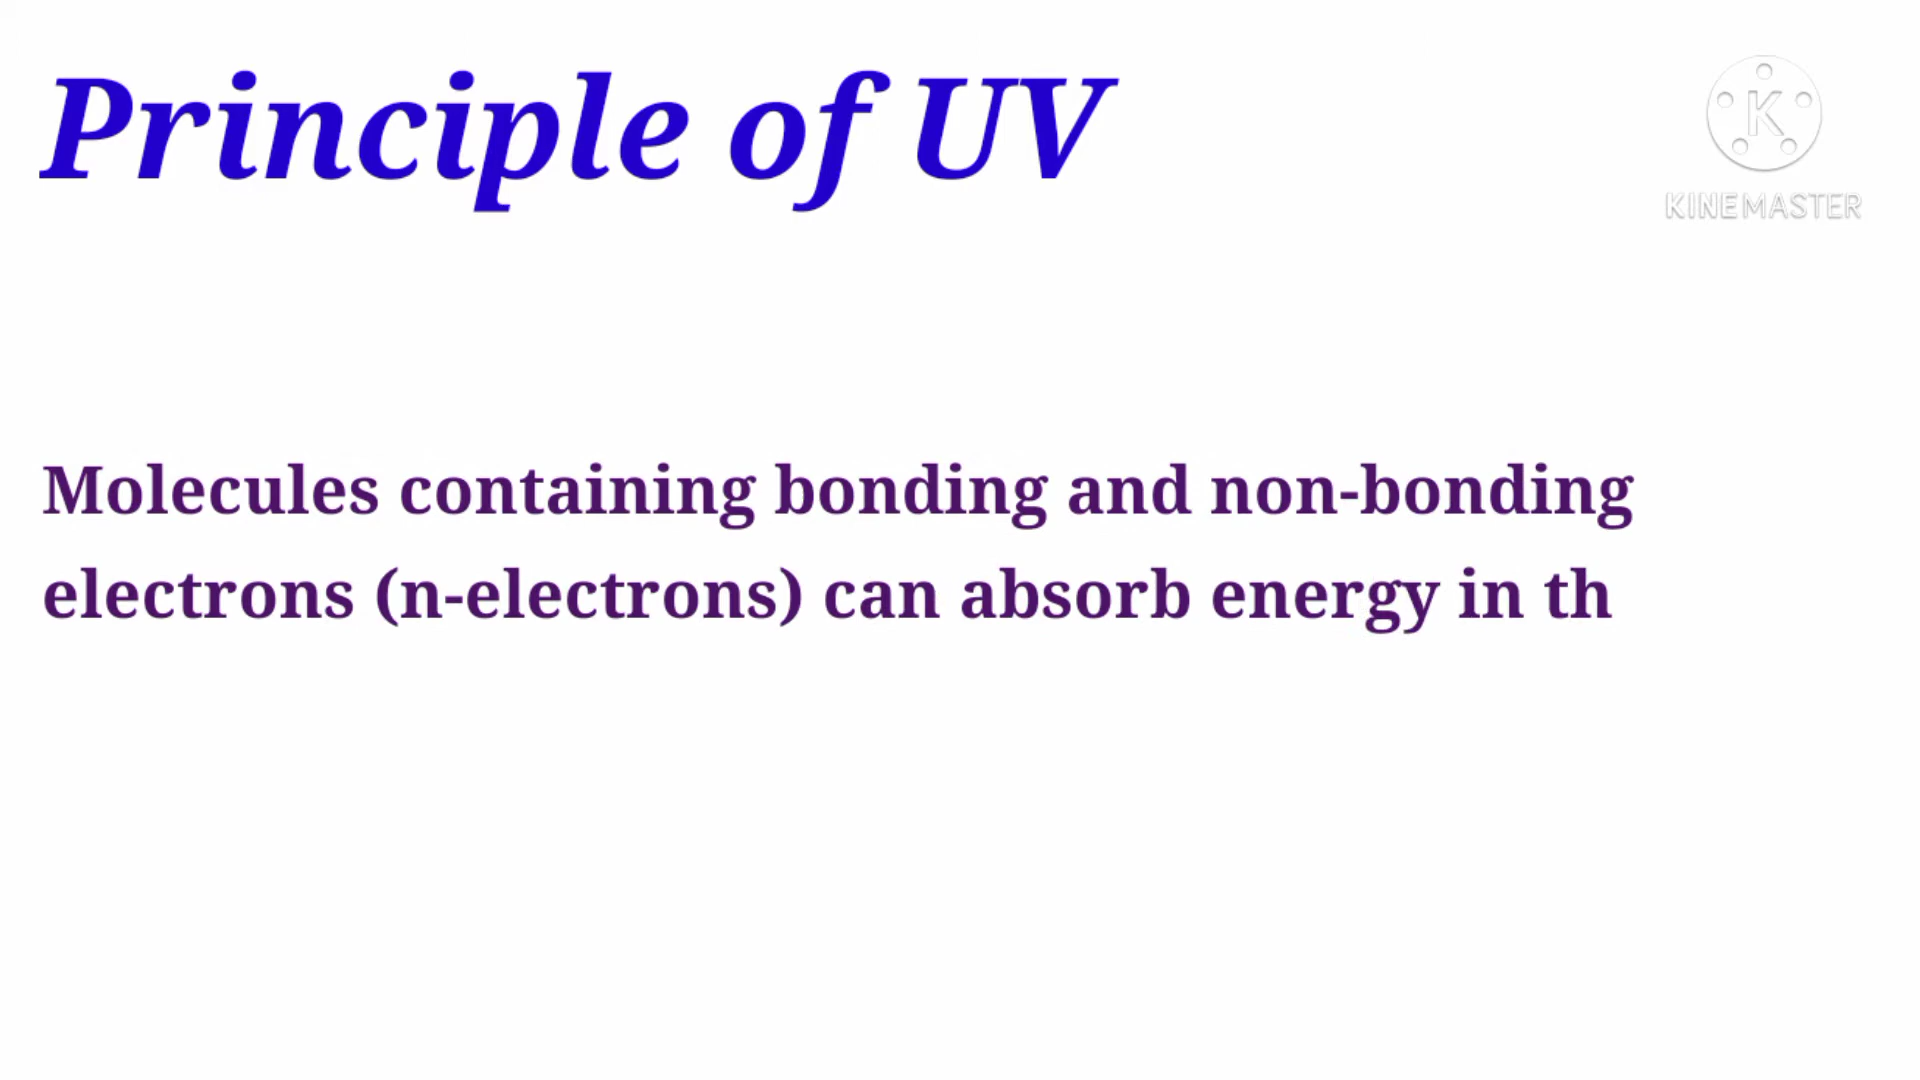 Principle of UV
K
KINEMASTER
Molecules containing bonding and non-bonding
electrons (n-electrons) can absorb energy in th